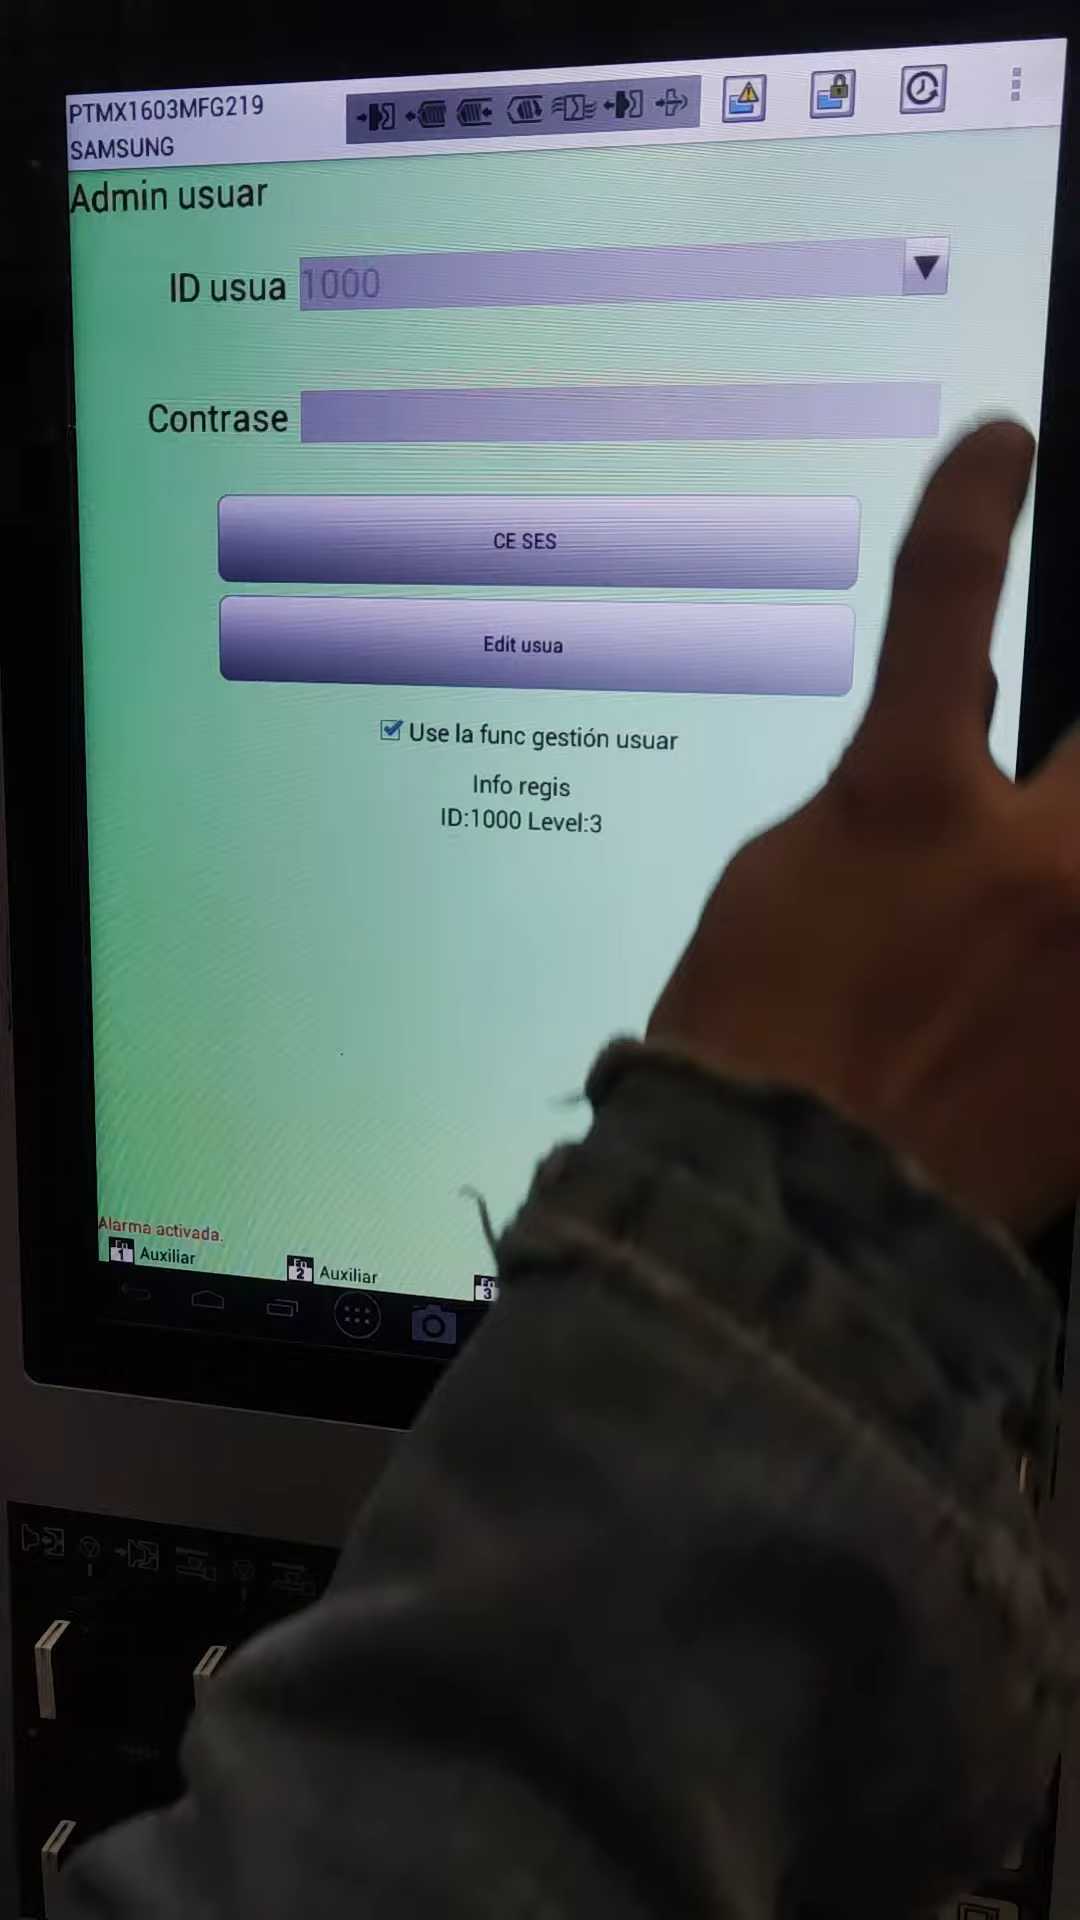 PTMX1603MFG219
SAMSUNG
Admin usuar
ID usua 1000
Contrase
CE SES
Edit usua
Use la func gestión usuar
Info regis
ID:1000 Level:3
Alarma activada.
Fn 1 Auxiliar
Fn 2 Auxiliar
Fn 3